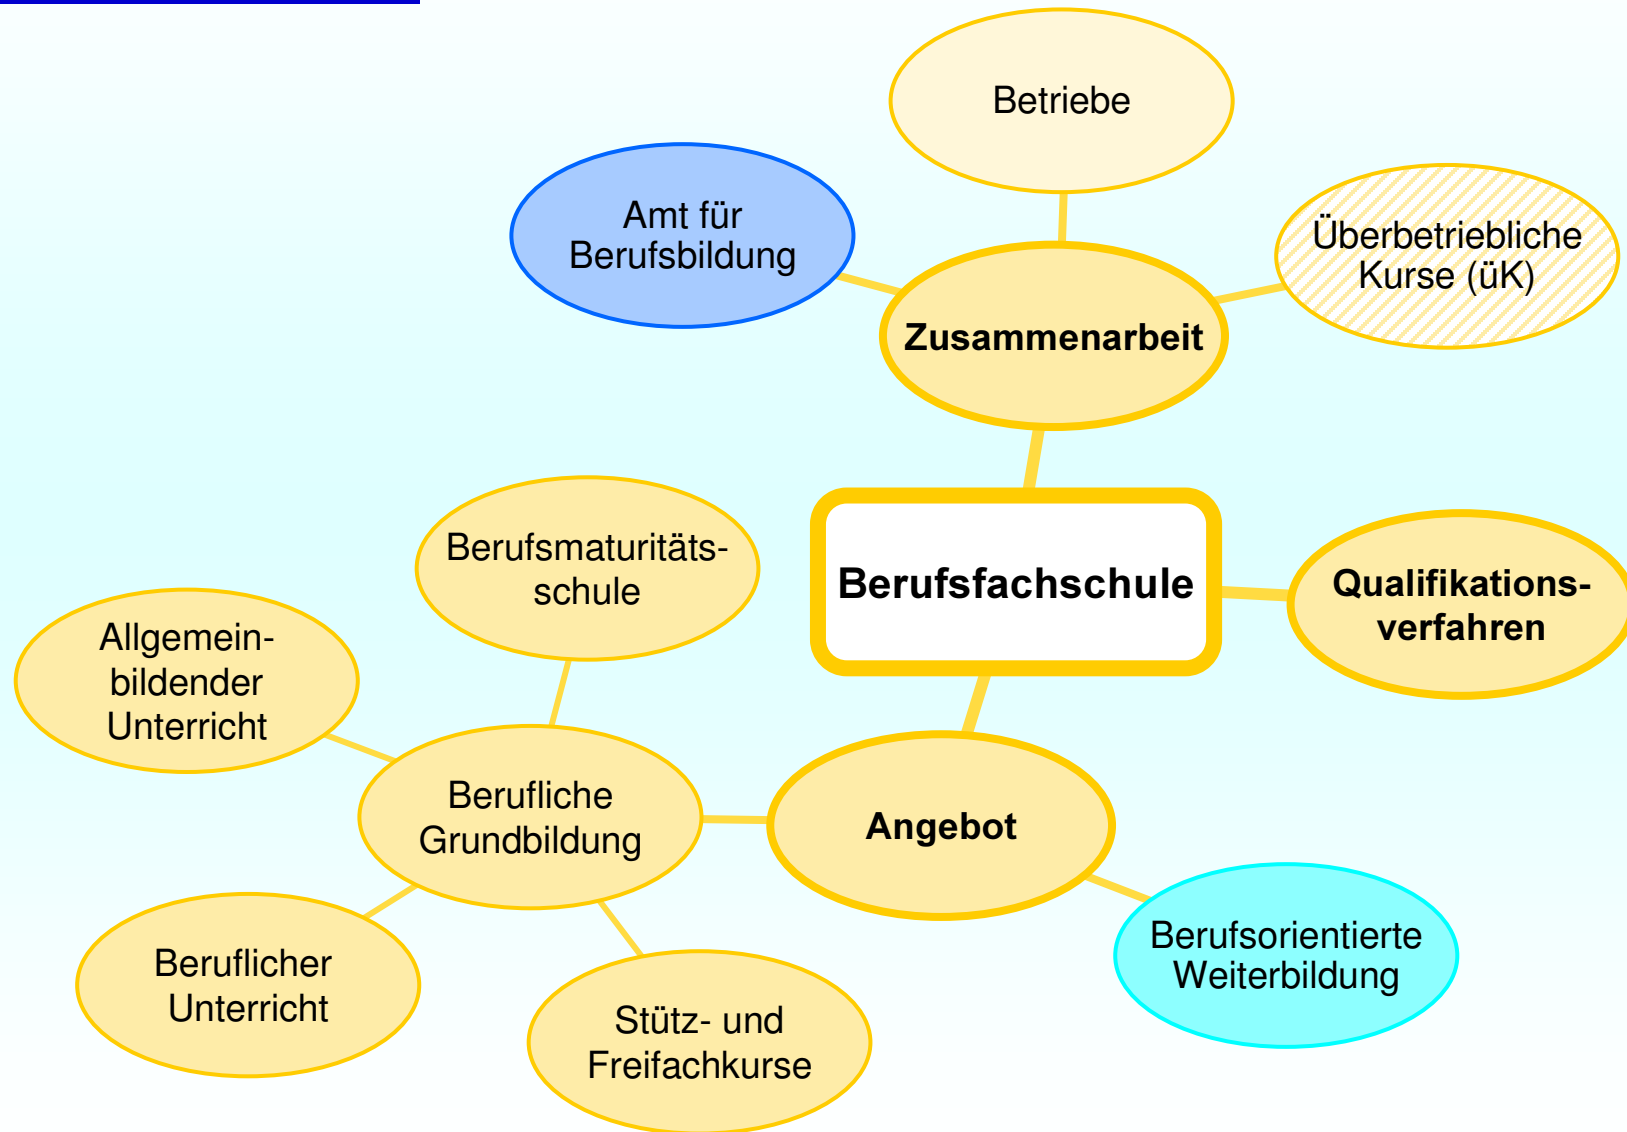 Betriebe
Amt für
Berufsbildung
Überbetriebliche
Kurse (üK)
Zusammenarbeit
Berufsmaturitäts-
schule
Berufsfachschule
Qualifikations-
verfahren
Allgemein-
bildender
Unterricht
Berufliche
Grundbildung
Angebot
Beruflicher
Unterricht
Stütz- und
Freifachkurse
Berufsorientierte
Weiterbildung